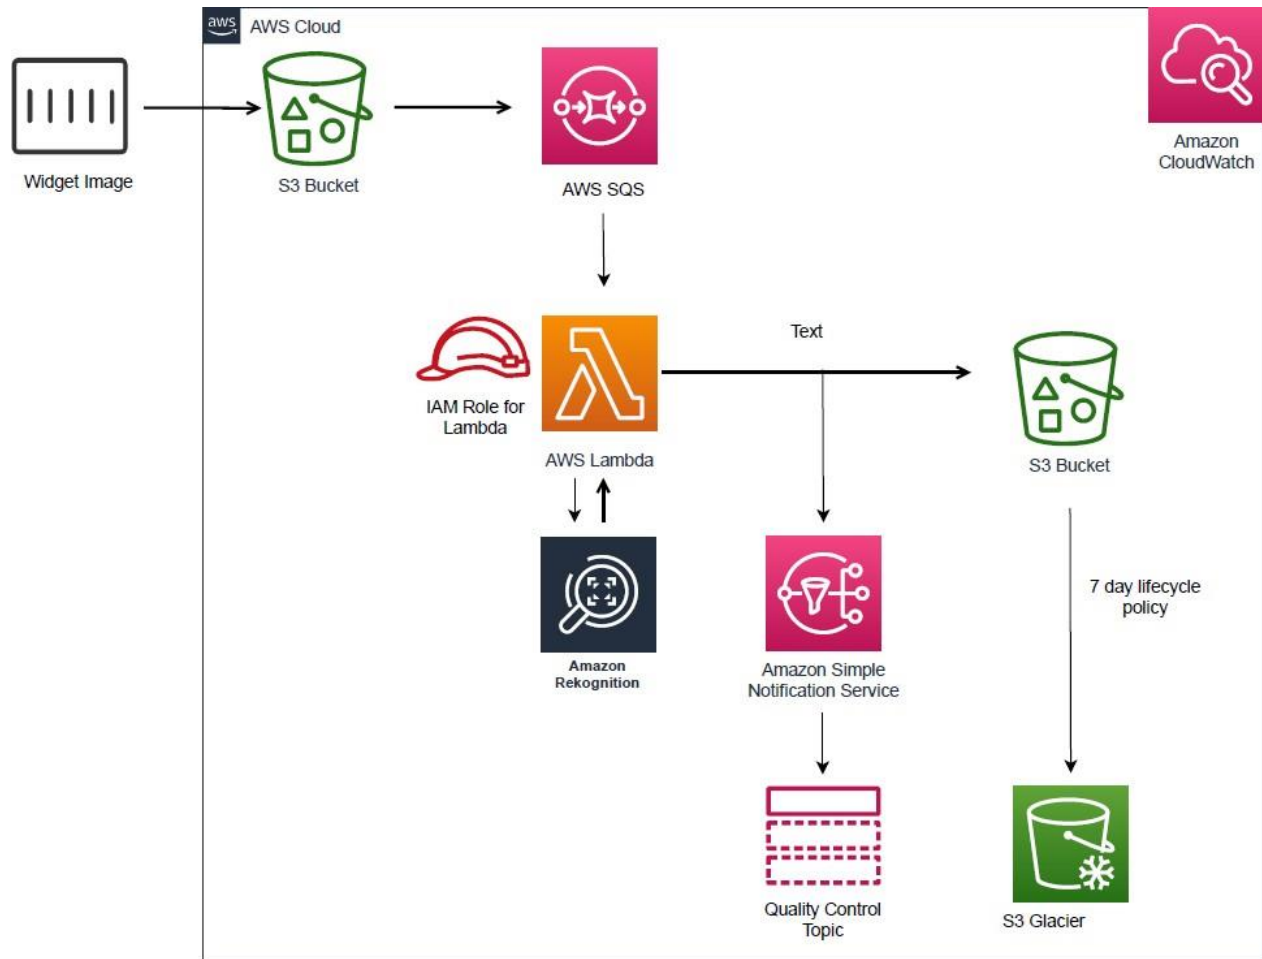 aws
AWS Cloud
Amazon
CloudWatch
Widget Image
S3 Bucket
AWS SQS
Text
IAM Role for
Lambda
AWS Lambda
S3 Bucket
7 day lifecycle
policy
Amazon
Rekognition
Amazon Simple
Notification Service
Quality Control
Topic
S3 Glacier